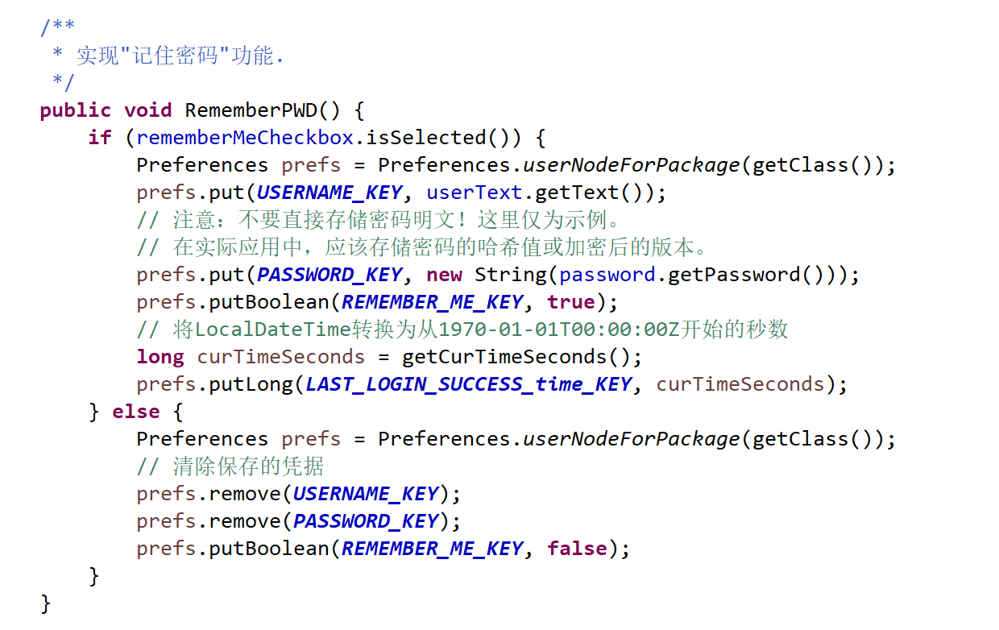 /**
 * 实现"记住密码"功能.
 */
public void RememberPWD() {
    if (rememberMeCheckbox.isSelected()) {
        Preferences prefs = Preferences.userNodeForPackage(getClass());
        prefs.put(USERNAME_KEY, userText.getText());
        // 注意：不要直接存储密码明文！这里仅为示例。
        // 在实际应用中，应该存储密码的哈希值或加密后的版本。
        prefs.put(PASSWORD_KEY, new String(password.getPassword()));
        prefs.putBoolean(REMEMBER_ME_KEY, true);
        // 将LocalDateTime转换为从1970-01-01T00:00:00Z开始的秒数
        long curTimeSeconds = getCurTimeSeconds();
        prefs.putLong(LAST_LOGIN_SUCCESS_time_KEY, curTimeSeconds);
    } else {
        Preferences prefs = Preferences.userNodeForPackage(getClass());
        // 清除保存的凭据
        prefs.remove(USERNAME_KEY);
        prefs.remove(PASSWORD_KEY);
        prefs.putBoolean(REMEMBER_ME_KEY, false);
    }
}